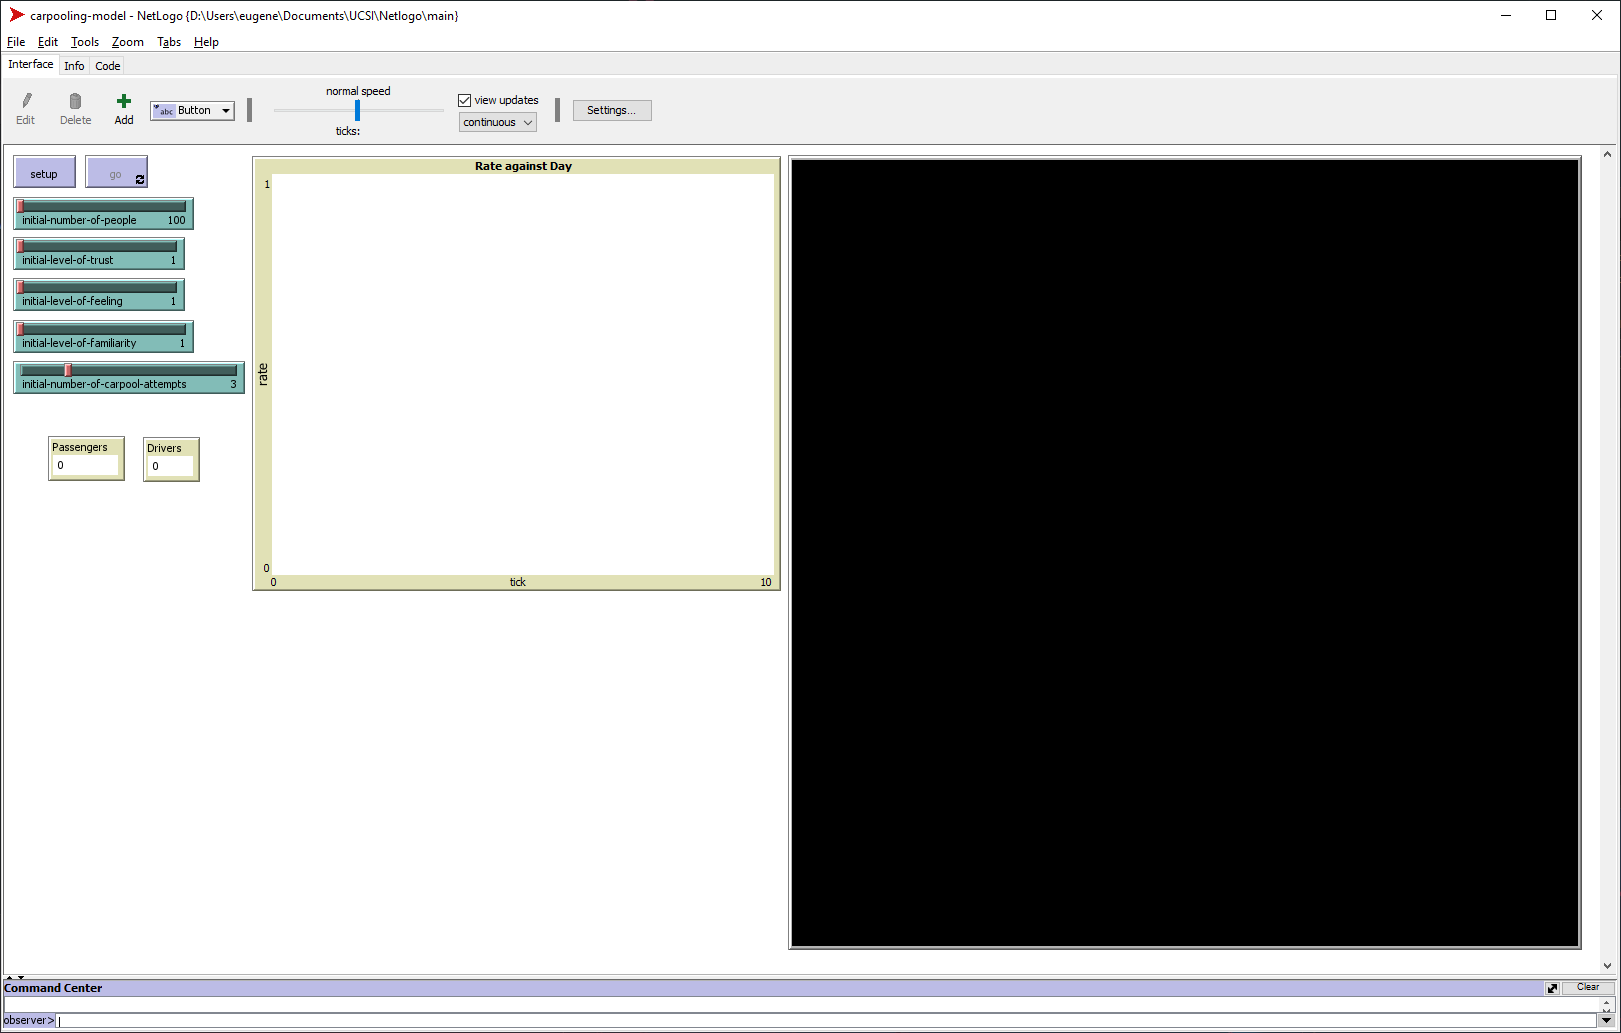 carpooling-model - NetLogo {D:\Users\eugene\Documents\UCSI\Netlogo\main}
File Edit Tools Zoom Tabs Help
Interface Info Code
Edit Delete Add
abc Button
normal speed
ticks:
view updates
continuous
Settings...
setup go
initial-number-of-people 100
initial-level-of-trust 1
initial-level-of-feeling 1
initial-level-of-familiarity 1
initial-number-of-carpool-attempts 3
Passengers
0
Drivers
0
Rate against Day
1
rate
0
0 tick 10
Command Center Clear
observer>